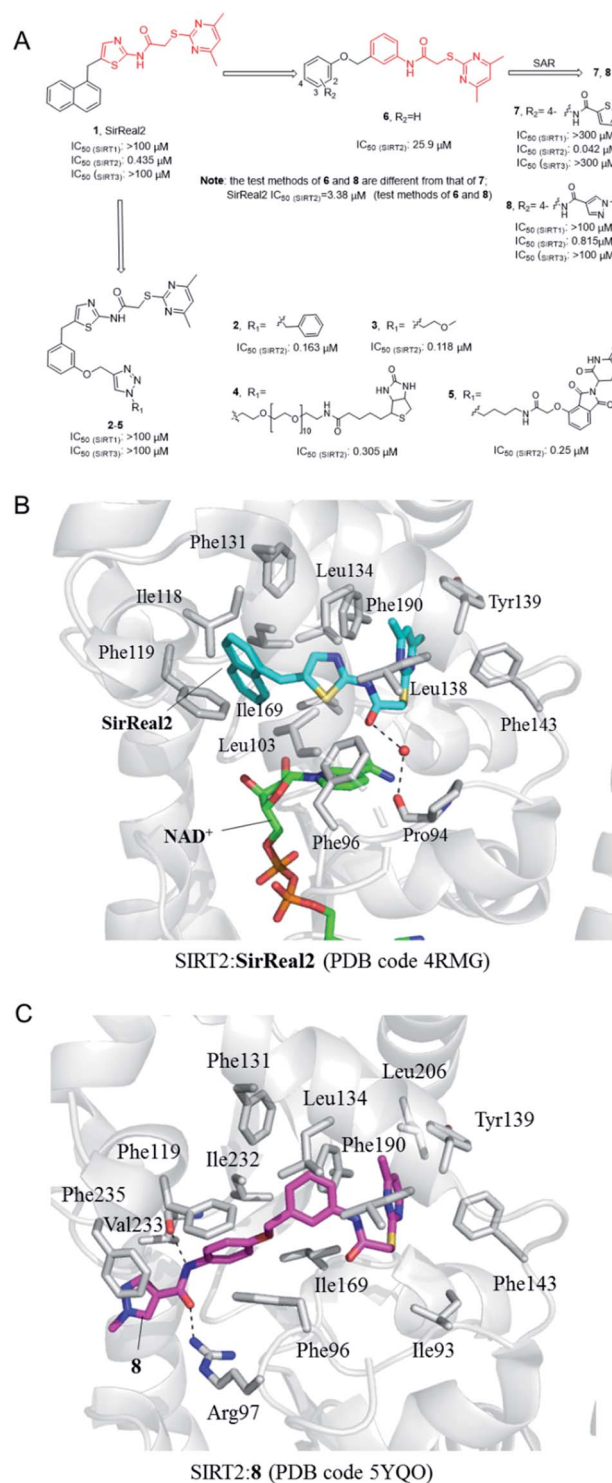 A
1, SirReal2
IC50 (SIRT1): >100 μM
IC50 (SIRT2): 0.435 μM
IC50 (SIRT3): >100 μM
6, R2=H
IC50 (SIRT2): 25.9 μM
SAR
7, 8
7, R2= 4-
IC50 (SIRT1): >300 μM
IC50 (SIRT2): 0.042 μM
IC50 (SIRT3): >300 μM
8, R2= 4-
IC50 (SIRT1): >100 μM
IC50 (SIRT2): 0.815μM
IC50 (SIRT3): >100 μM
Note: the test methods of 6 and 8 are different from that of 7;
SirReal2 IC50 (SIRT2)=3.38 μM (test methods of 6 and 8)
2-5
IC50 (SIRT1): >100 μM
IC50 (SIRT3): >100 μM
2, R1=
IC50 (SIRT2): 0.163 μM
3, R1=
IC50 (SIRT2): 0.118 μM
4, R1=
10
IC50 (SIRT2): 0.305 μM
5, R1=
IC50 (SIRT2): 0.25 μM
B
Phe131
Leu134
Ile118
Phe190
Tyr139
Phe119
SirReal2
Ile169
Leu138
Phe143
Leu103
NAD+
Phe96
Pro94
SIRT2:SirReal2 (PDB code 4RMG)
C
Phe131
Leu206
Leu134
Tyr139
Phe119
Phe190
Ile232
Phe235
Val233
Ile169
Phe143
8
Phe96
Ile93
Arg97
SIRT2:8 (PDB code 5YQO)